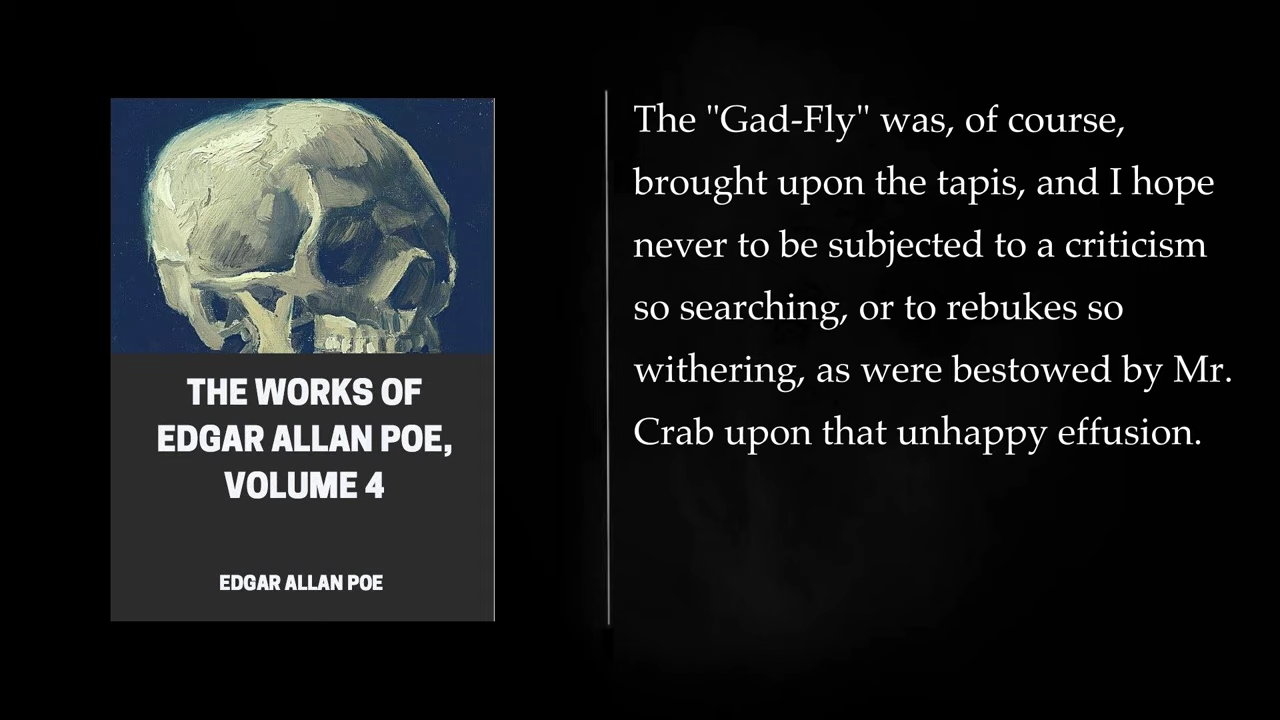 THE WORKS OF
EDGAR ALLAN POE,
VOLUME 4
EDGAR ALLAN POE
The "Gad-Fly" was, of course,
brought upon the tapis, and I hope
never to be subjected to a criticism
so searching, or to rebukes so
withering, as were bestowed by Mr.
Crab upon that unhappy effusion.